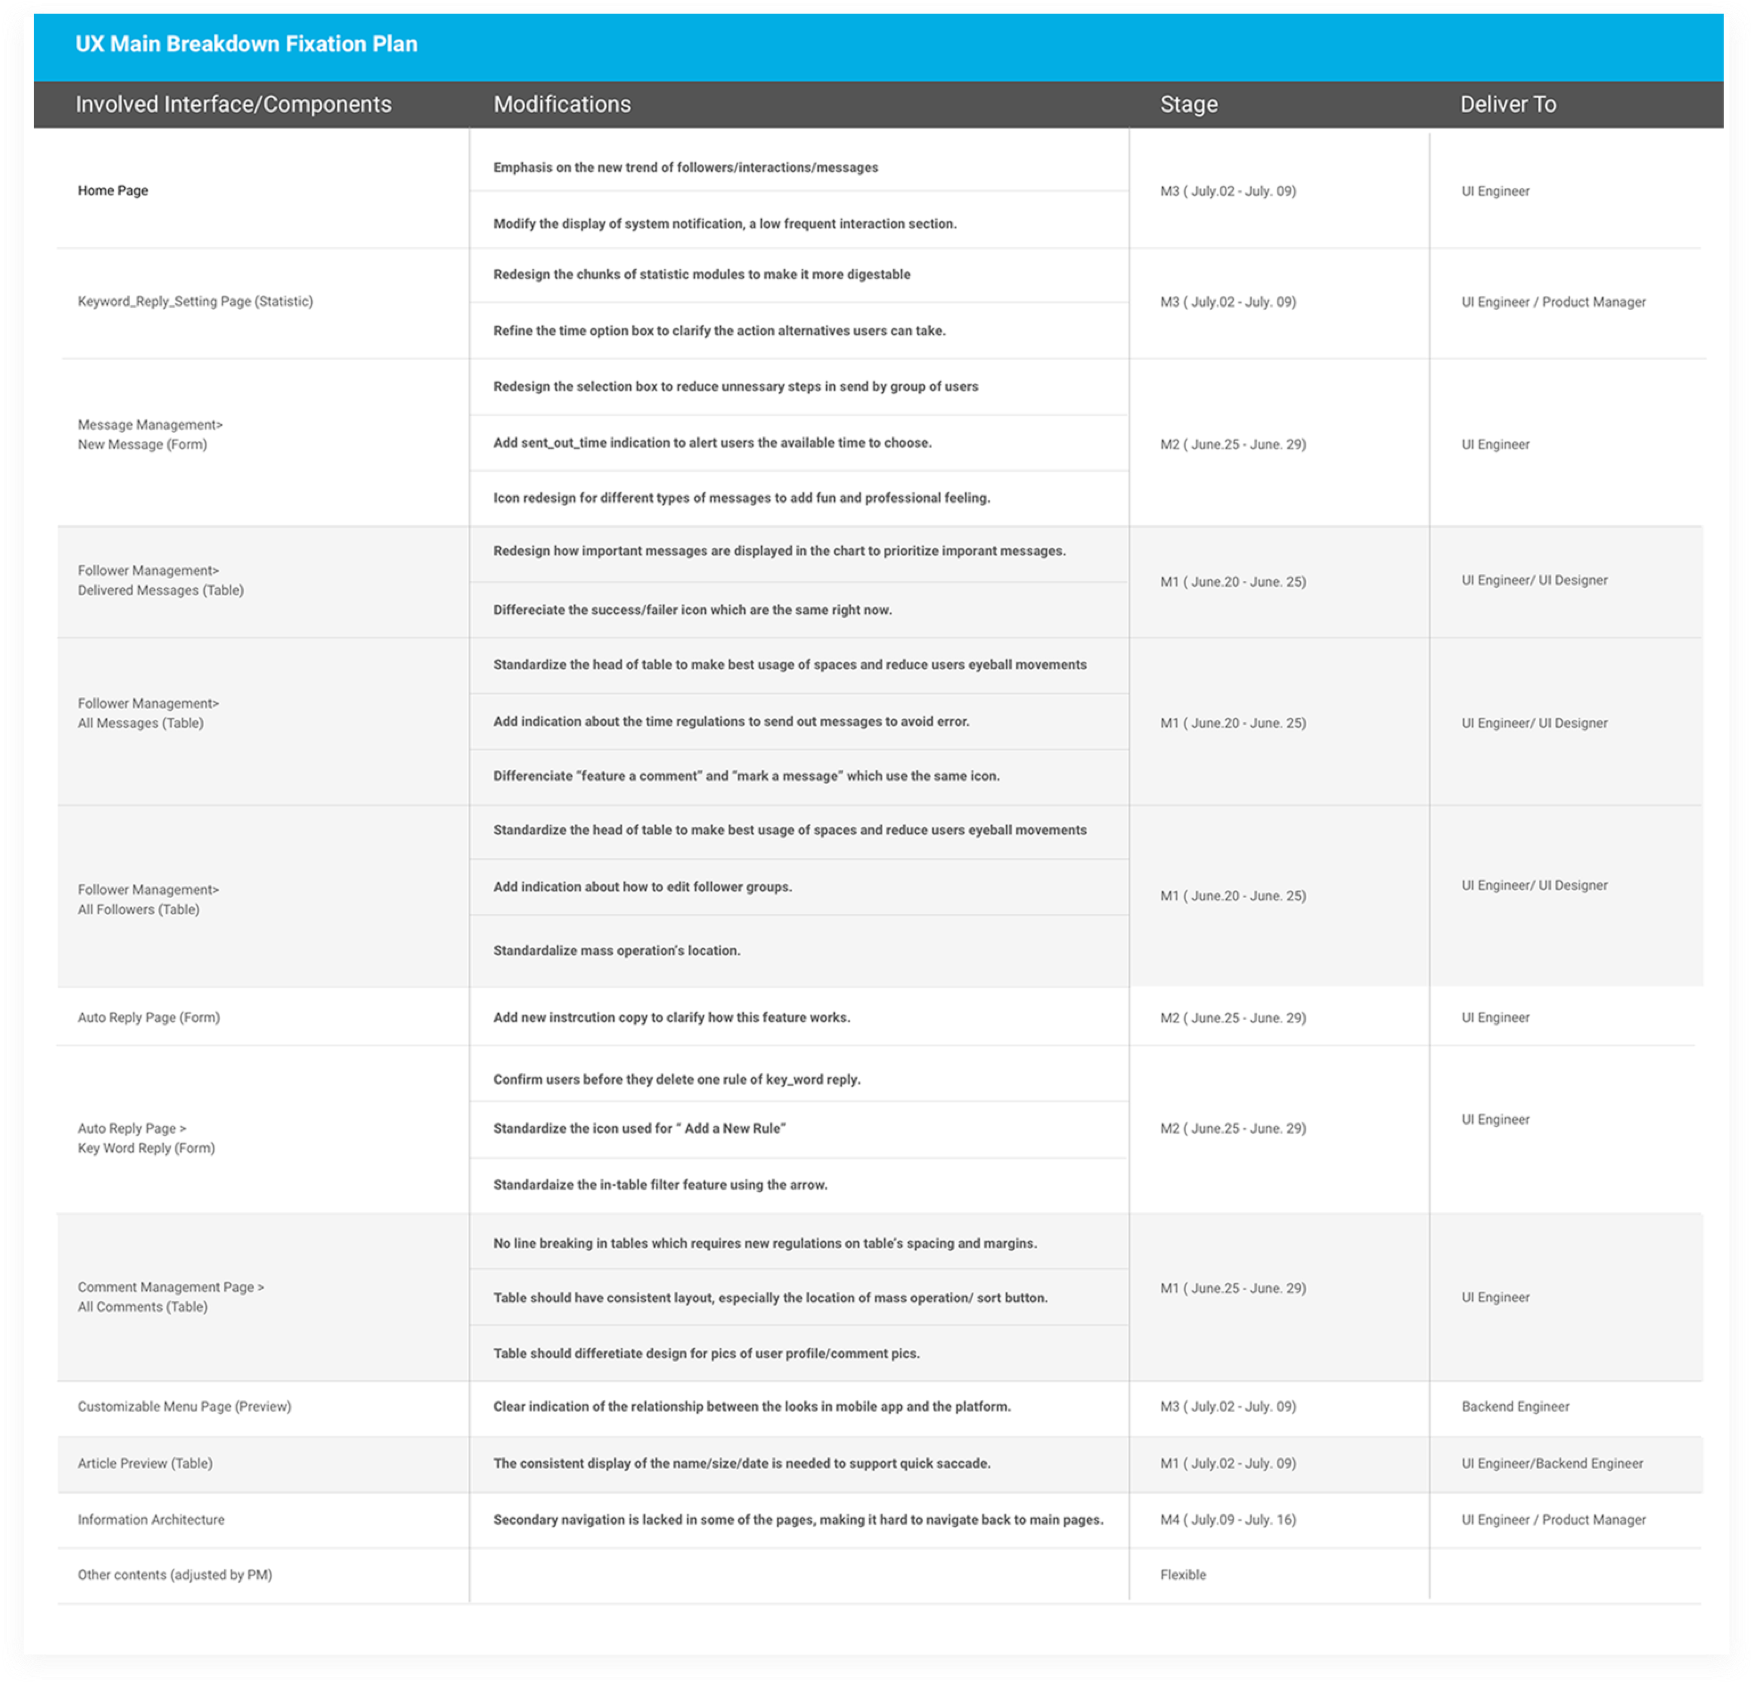 UX Main Breakdown Fixation Plan
Involved Interface/Components Modifications Stage Deliver To
Home Page
Emphasis on the new trend of followers/interactions/messages
Modify the display of system notification, a low frequent interaction section.
M3 ( July.02 - July. 09)
UI Engineer
Keyword_Reply_Setting Page (Statistic)
Redesign the chunks of statistic modules to make it more digestable
Refine the time option box to clarify the action alternatives users can take.
M3 ( July.02 - July. 09)
UI Engineer / Product Manager
Message Management>
New Message (Form)
Redesign the selection box to reduce unnessary steps in send by group of users
Add sent_out_time indication to alert users the available time to choose.
Icon redesign for different types of messages to add fun and professional feeling.
M2 ( June.25 - June. 29)
UI Engineer
Follower Management>
Delivered Messages (Table)
Redesign how important messages are displayed in the chart to prioritize imporant messages.
Differeciate the success/failer icon which are the same right now.
M1 ( June.20 - June. 25)
UI Engineer/ UI Designer
Follower Management>
All Messages (Table)
Standardize the head of table to make best usage of spaces and reduce users eyeball movements
Add indication about the time regulations to send out messages to avoid error.
Differenciate “feature a comment” and “mark a message” which use the same icon.
M1 ( June.20 - June. 25)
UI Engineer/ UI Designer
Follower Management>
All Followers (Table)
Standardize the head of table to make best usage of spaces and reduce users eyeball movements
Add indication about how to edit follower groups.
Standardalize mass operation’s location.
M1 ( June.20 - June. 25)
UI Engineer/ UI Designer
Auto Reply Page (Form)
Add new instrcution copy to clarify how this feature works.
M2 ( June.25 - June. 29)
UI Engineer
Auto Reply Page >
Key Word Reply (Form)
Confirm users before they delete one rule of key_word reply.
Standardize the icon used for “ Add a New Rule”
Standardaize the in-table filter feature using the arrow.
M2 ( June.25 - June. 29)
UI Engineer
Comment Management Page >
All Comments (Table)
No line breaking in tables which requires new regulations on table’s spacing and margins.
Table should have consistent layout, especially the location of mass operation/ sort button.
Table should differetiate design for pics of user profile/comment pics.
M1 ( June.25 - June. 29)
UI Engineer
Customizable Menu Page (Preview)
Clear indication of the relationship between the looks in mobile app and the platform.
M3 ( July.02 - July. 09)
Backend Engineer
Article Preview (Table)
The consistent display of the name/size/date is needed to support quick saccade.
M1 ( July.02 - July. 09)
UI Engineer/Backend Engineer
Information Architecture
Secondary navigation is lacked in some of the pages, making it hard to navigate back to main pages.
M4 ( July.09 - July. 16)
UI Engineer / Product Manager
Other contents (adjusted by PM)
Flexible